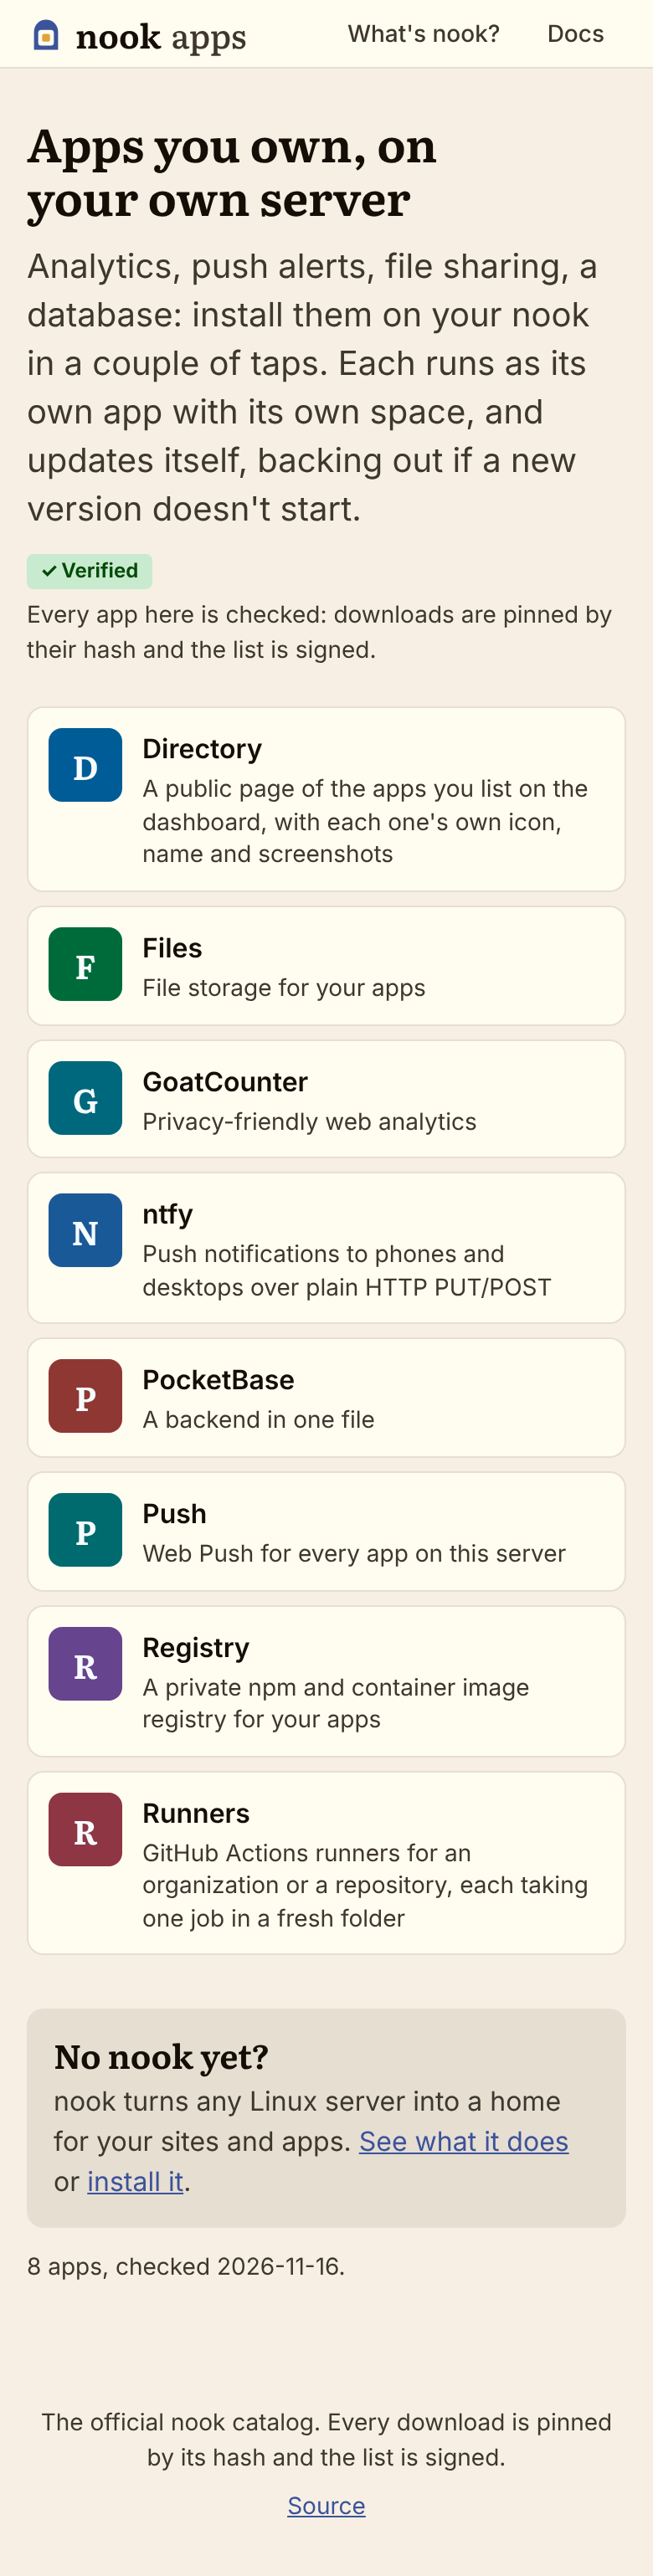 nook apps
What's nook?
Docs
Apps you own, on
your own server
Analytics, push alerts, file sharing, a
database: install them on your nook
in a couple of taps. Each runs as its
own app with its own space, and
updates itself, backing out if a new
version doesn't start.
✓ Verified
Every app here is checked: downloads are pinned by
their hash and the list is signed.
D
Directory
A public page of the apps you list on the
dashboard, with each one's own icon,
name and screenshots
F
Files
File storage for your apps
G
GoatCounter
Privacy-friendly web analytics
N
ntfy
Push notifications to phones and
desktops over plain HTTP PUT/POST
P
PocketBase
A backend in one file
P
Push
Web Push for every app on this server
R
Registry
A private npm and container image
registry for your apps
R
Runners
GitHub Actions runners for an
organization or a repository, each taking
one job in a fresh folder
No nook yet?
nook turns any Linux server into a home
for your sites and apps. See what it does
or install it.
8 apps, checked 2026-11-16.
The official nook catalog. Every download is pinned
by its hash and the list is signed.
Source